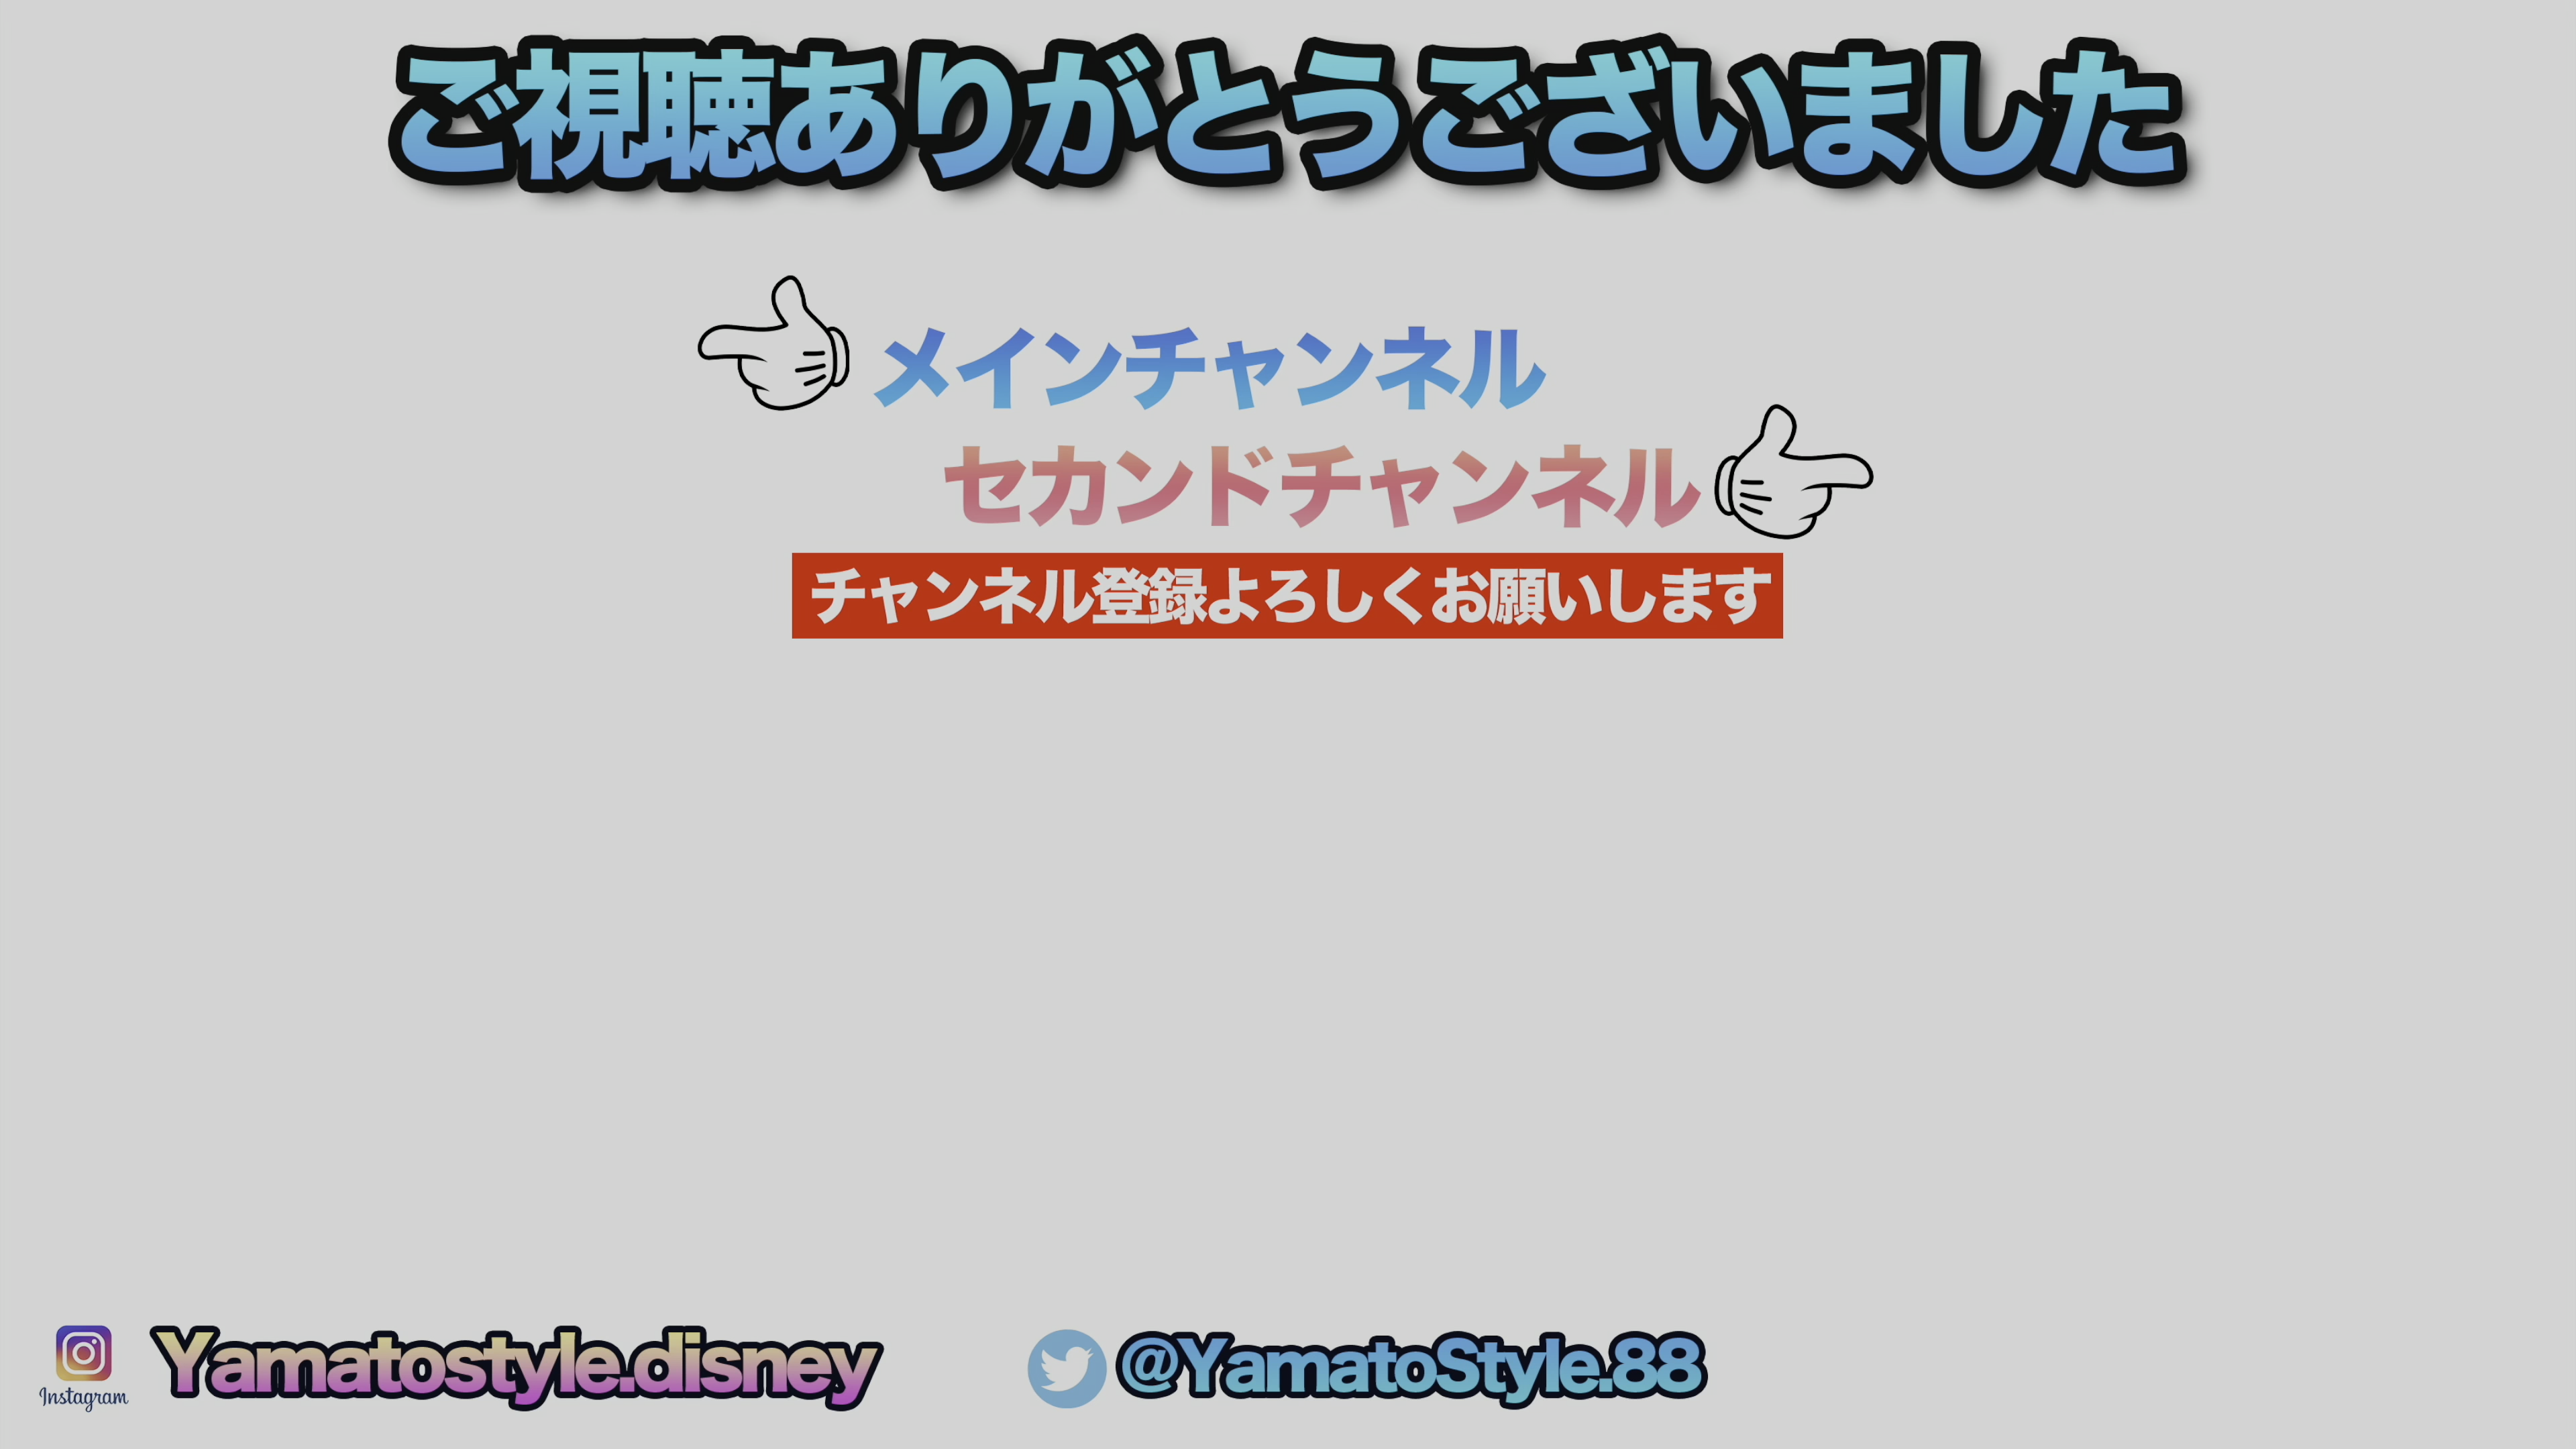 ご視聴ありがとうございました
メインチャンネル
セカンドチャンネル
チャンネル登録よろしくお願いします
Instagram
Yamatostyle.disney
@YamatoStyle.88